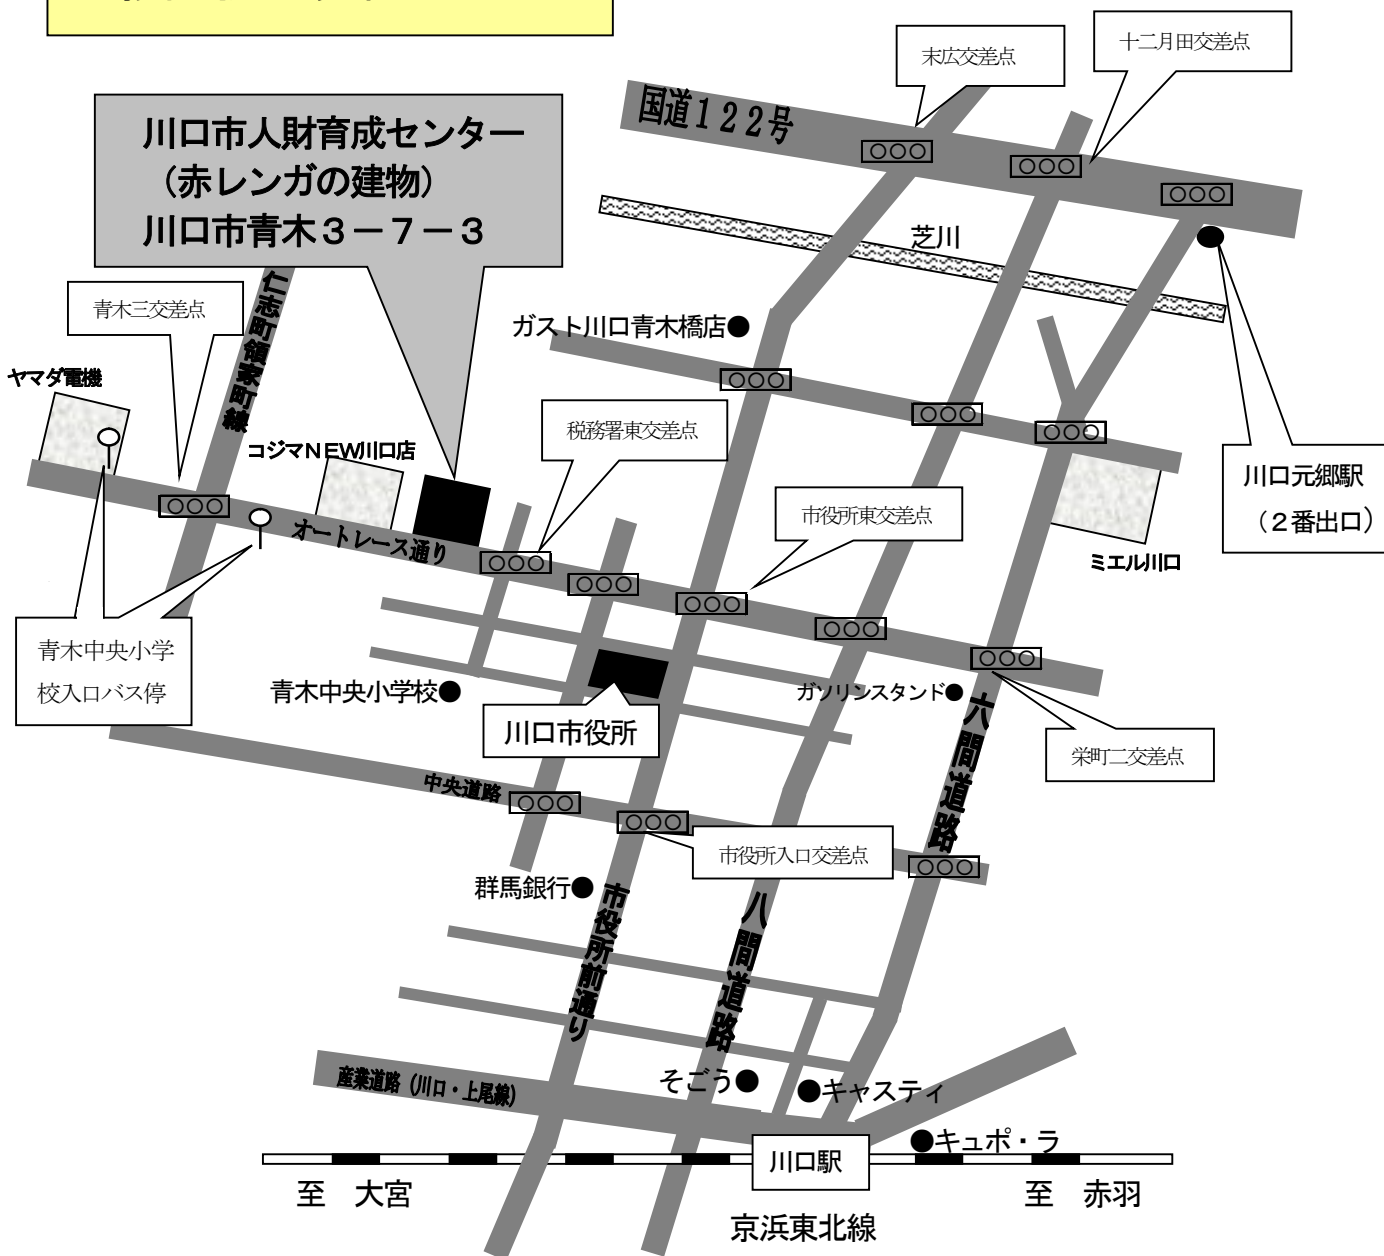 末広交差点
十二月田交差点
国道122号
川口市人財育成センター
（赤レンガの建物）
川口市青木3－7－3
芝川
仁志町領家町線
青木三交差点
ガスト川口青木橋店
ヤマダ電機
税務署東交差点
コジマNEW川口店
川口元郷駅
（2番出口）
市役所東交差点
オートレース通り
ミエル川口
青木中央小学
校入口バス停
青木中央小学校
ガソリンスタンド
六間道路
川口市役所
栄町二交差点
中央道路
市役所入口交差点
群馬銀行
市役所前通り
八間道路
産業道路（川口・上尾線）
そごう
キャスティ
キュポ・ラ
川口駅
至　大宮
至　赤羽
京浜東北線